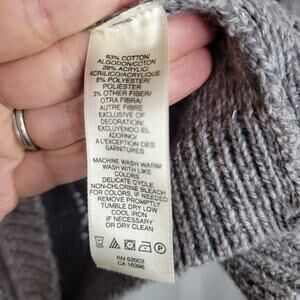 63% COTTON/
ALGODON/COTON
28% ACRYLIC/
ACRILICO/ACRYLIQUE
6% POLYESTER/
POLIESTER
3% OTHER FIBER/
OTRA FIBRA/
AUTRE FIBRE
EXCLUSIVE OF
DECORATION/
EXCLUYENDO EL
ADORNO/
A L'EXCEPTION DES
GARNITURES
MACHINE WASH WARM
WASH WITH LIKE
COLORS
DELICATE CYCLE
NON-CHLORINE BLEACH
FOR COLORS, IF NEEDED
REMOVE PROMPTLY
TUMBLE DRY LOW
COOL IRON
IF NECESSARY
OR DRY CLEAN
RN 52002
CA 16395